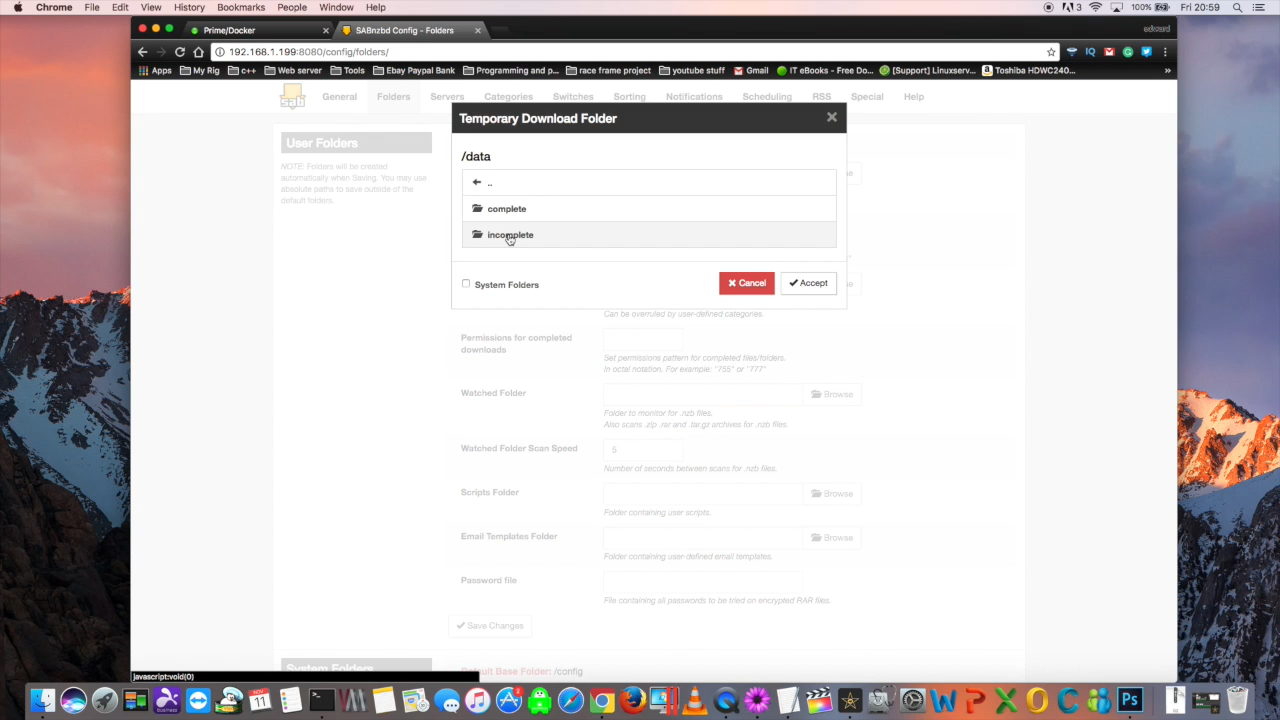 Chrome File Edit View History Bookmarks People Window Help
3 100% Fri 20:59
Prime/Docker
SABnzbd Config - Folders
edward
192.168.1.199:8080/config/folders/
Apps My Rig c++ Web server Tools Ebay Paypal Bank Programming and p... race frame project youtube stuff Gmail IT eBooks - Free Do... [Support] Linuxserv... Toshiba HDWC240... »
General Folders Servers Categories Switches Sorting Notifications Scheduling RSS Special Help
Temporary Download Folder
User Folders
/data
NOTE: Folders will be created
automatically when Saving. You may use
absolute paths to save outside of the
default folders.
..
complete
incomplete
System Folders
Cancel
Accept
Can be overruled by user-defined categories.
Permissions for completed
downloads
Set permissions pattern for completed files/folders.
In octal notation. For example: "755" or "777"
Watched Folder
Browse
Folder to monitor for .nzb files.
Also scans .zip .rar and .tar.gz archives for .nzb files.
Watched Folder Scan Speed
5
Number of seconds between scans for .nzb files.
Scripts Folder
Browse
Folder containing user scripts.
Email Templates Folder
Browse
Folder containing user-defined email templates.
Password file
File containing all passwords to be tried on encrypted RAR files.
Save Changes
System Folders
Default Base Folder: /config
javascript:void(0)